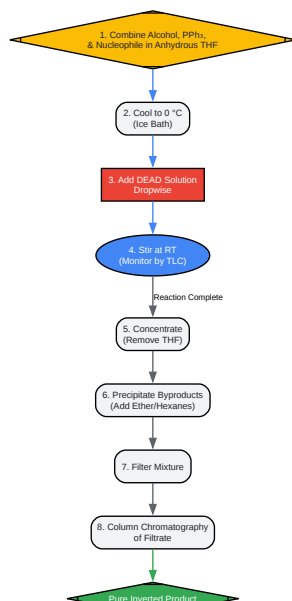 1. Combine Alcohol, PPh₃,
& Nucleophile in Anhydrous THF
2. Cool to 0 °C
(Ice Bath)
3. Add DEAD Solution
Dropwise
4. Stir at RT
(Monitor by TLC)
Reaction Complete
5. Concentrate
(Remove THF)
6. Precipitate Byproducts
(Add Ether/Hexanes)
7. Filter Mixture
8. Column Chromatography
of Filtrate
Pure Inverted Product